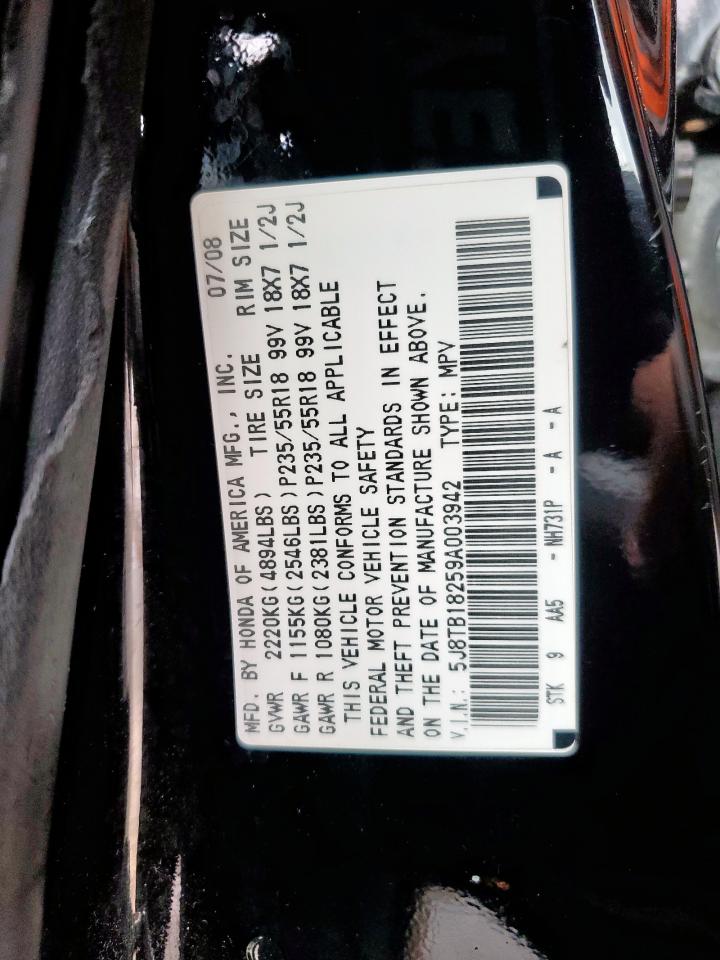 MFD. BY HONDA OF AMERICA MFG., INC. 07/08
GVWR 2220KG(4894LBS) TIRE SIZE RIM SIZE
GAWR F 1155KG(2546LBS)P235/55R18 99V 18X7 1/2J
GAWR R 1080KG(2381LBS)P235/55R18 99V 18X7 1/2J
THIS VEHICLE CONFORMS TO ALL APPLICABLE
FEDERAL MOTOR VEHICLE SAFETY
AND THEFT PREVENTION STANDARDS IN EFFECT
ON THE DATE OF MANUFACTURE SHOWN ABOVE.
V.I.N.: 5J8TB18259A003942 TYPE: MPV
STK 9 AA5 - NH731P - A - A